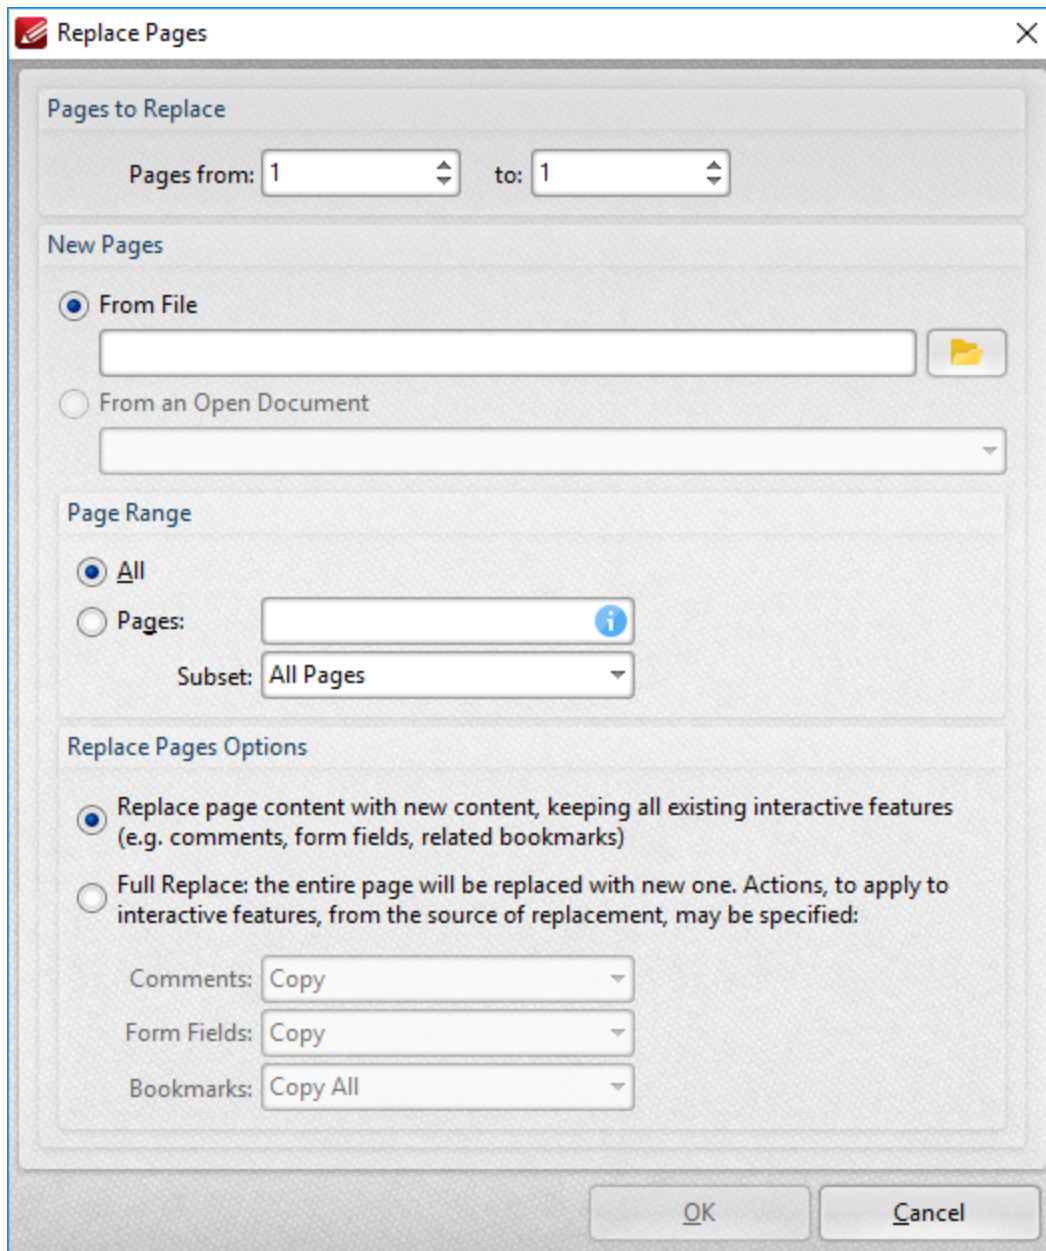 Replace Pages
Pages to Replace
Pages from: 1 to: 1
New Pages
From File
From an Open Document
Page Range
All
Pages:
Subset: All Pages
Replace Pages Options
Replace page content with new content, keeping all existing interactive features
(e.g. comments, form fields, related bookmarks)
Full Replace: the entire page will be replaced with new one. Actions, to apply to
interactive features, from the source of replacement, may be specified:
Comments: Copy
Form Fields: Copy
Bookmarks: Copy All
OK Cancel